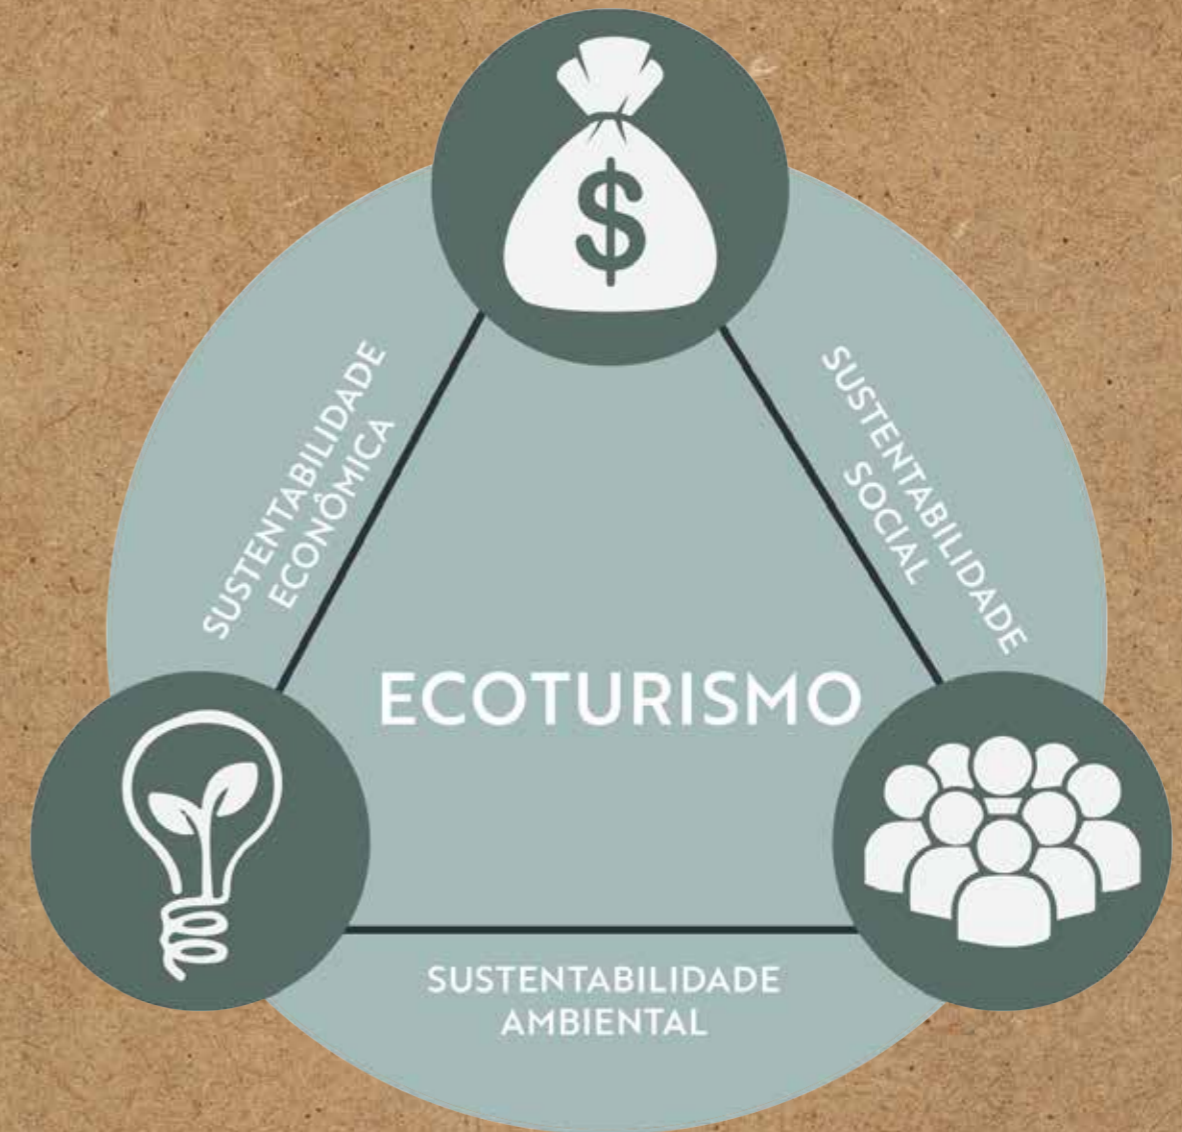 $
SUSTENTABILIDADE
ECONÔMICA
SUSTENTABILIDADE
SOCIAL
ECOTURISMO
SUSTENTABILIDADE
AMBIENTAL